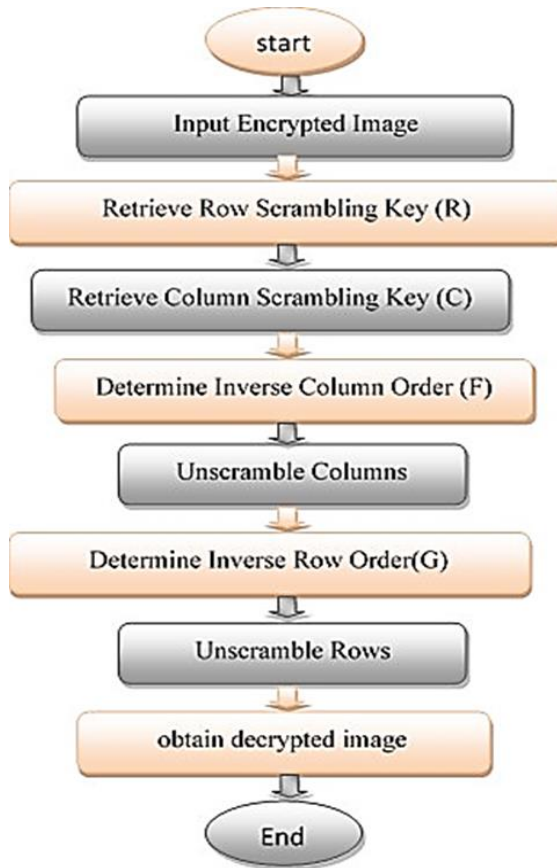 start
Input Encrypted Image
Retrieve Row Scrambling Key (R)
Retrieve Column Scrambling Key (C)
Determine Inverse Column Order (F)
Unscramble Columns
Determine Inverse Row Order(G)
Unscramble Rows
obtain decrypted image
End